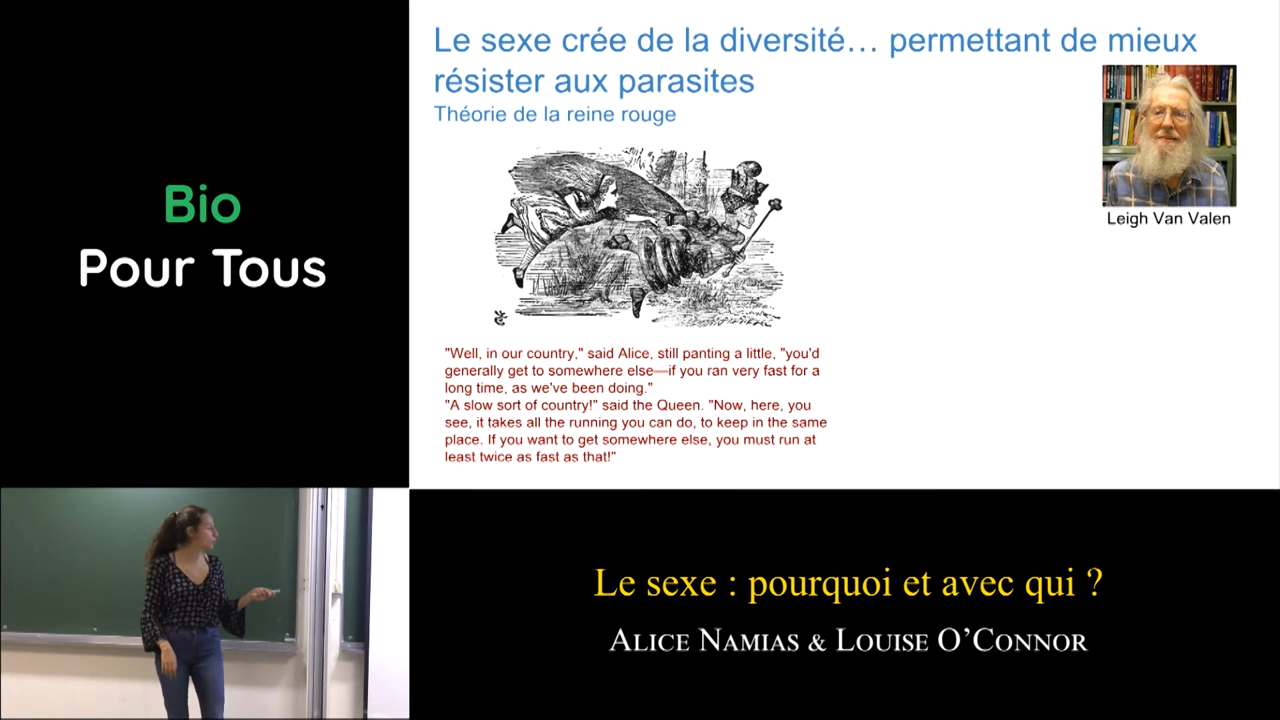 Bio
Pour Tous
Le sexe crée de la diversité… permettant de mieux
résister aux parasites
Théorie de la reine rouge
Leigh Van Valen
"Well, in our country," said Alice, still panting a little, "you'd
generally get to somewhere else—if you ran very fast for a
long time, as we've been doing."
"A slow sort of country!" said the Queen. "Now, here, you
see, it takes all the running you can do, to keep in the same
place. If you want to get somewhere else, you must run at
least twice as fast as that!"
Le sexe : pourquoi et avec qui ?
ALICE NAMIAS & LOUISE O'CONNOR